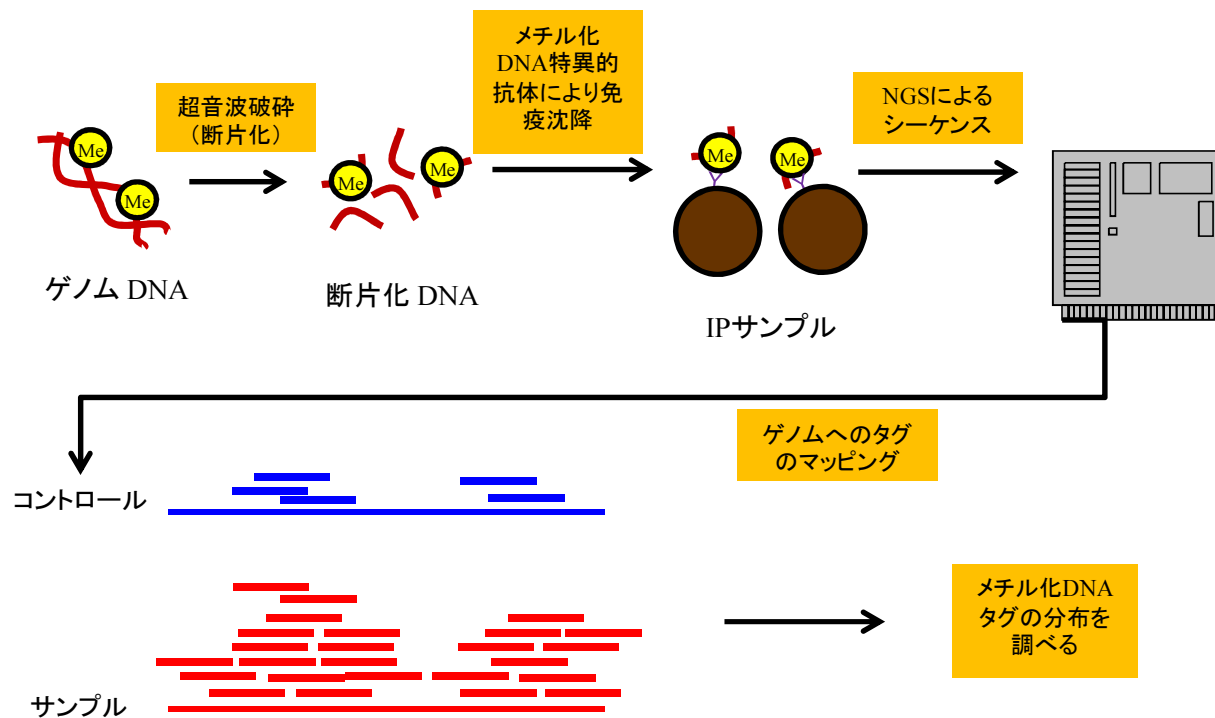 メチル化
DNA特異的
抗体により免
疫沈降
超音波破砕
（断片化）
NGSによる
シーケンス
Me
Me
Me
Me
Me
Me
ゲノム DNA
断片化 DNA
IPサンプル
ゲノムへのタグ
のマッピング
コントロール
メチル化DNA
タグの分布を
調べる
サンプル